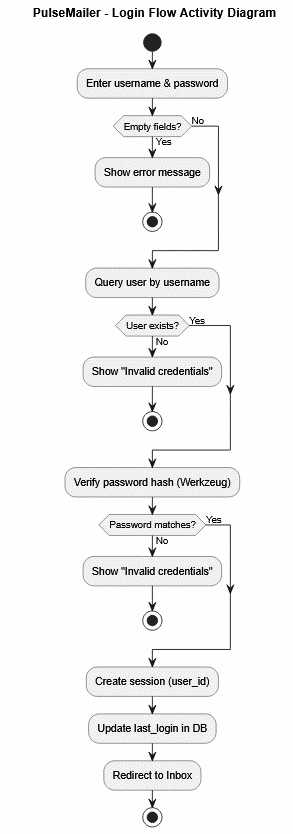 PulseMailer - Login Flow Activity Diagram
Enter username & password
Empty fields?
No
Yes
Show error message
Query user by username
User exists?
Yes
No
Show "Invalid credentials"
Verify password hash (Werkzeug)
Password matches?
Yes
No
Show "Invalid credentials"
Create session (user_id)
Update last_login in DB
Redirect to Inbox